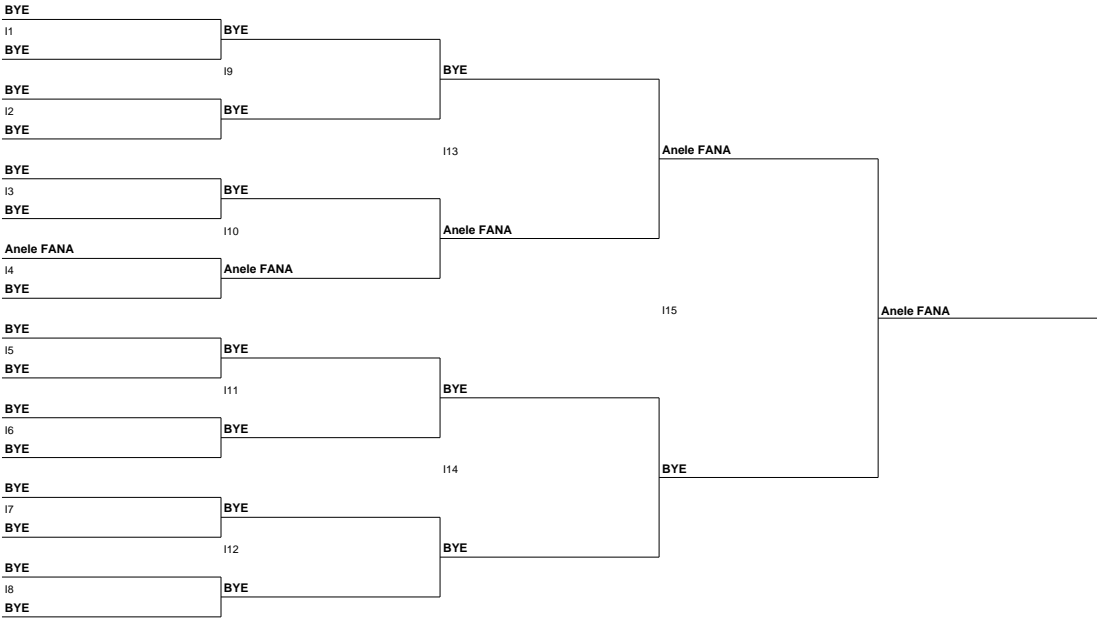 BYE
I1
BYE
BYE
I9
BYE
I2
BYE
BYE
BYE
I13
BYE
I3
BYE
BYE
I10
Anele FANA
I4
BYE
Anele FANA
Anele FANA
Anele FANA
I15
BYE
I5
BYE
BYE
I11
BYE
I6
BYE
BYE
BYE
I14
BYE
I7
BYE
BYE
I12
BYE
I8
BYE
BYE
BYE
BYE
Anele FANA